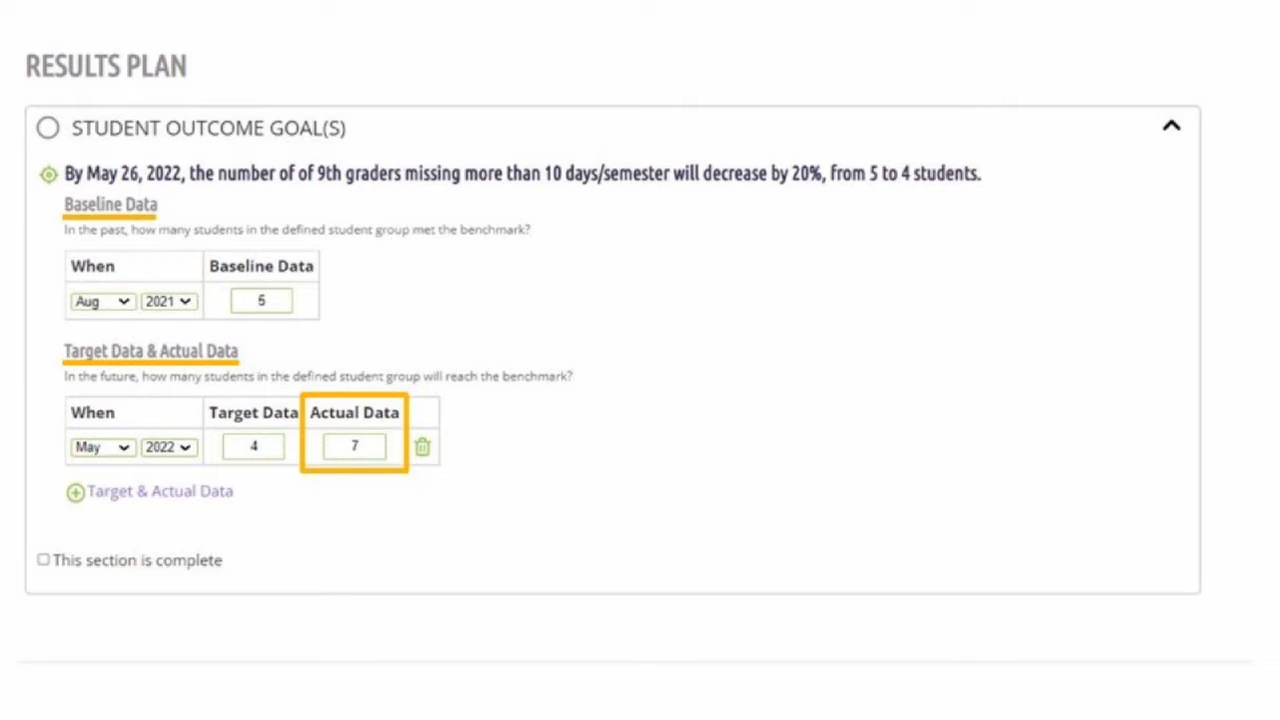 RESULTS PLAN
STUDENT OUTCOME GOAL(S)
By May 26, 2022, the number of of 9th graders missing more than 10 days/semester will decrease by 20%, from 5 to 4 students.
Baseline Data
In the past, how many students in the defined student group met the benchmark?
When Baseline Data
Aug 2021 5
Target Data & Actual Data
In the future, how many students in the defined student group will reach the benchmark?
When Target Data Actual Data
May 2022 4 7
Target & Actual Data
This section is complete